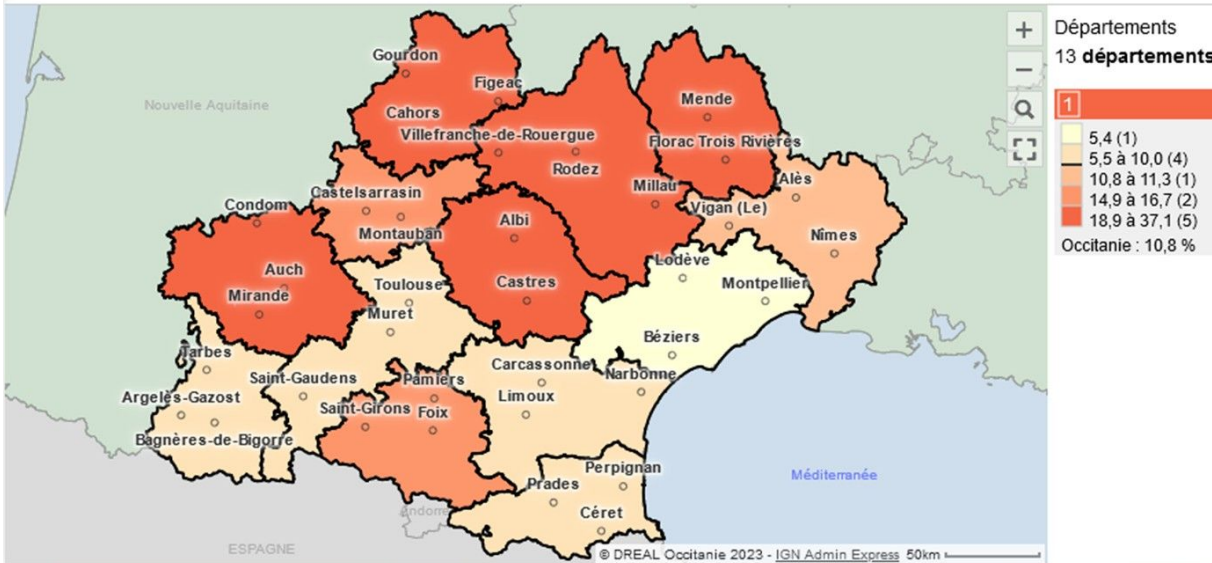 Départements
13 départements
1
5,4 (1)
5,5 à 10,0 (4)
10,8 à 11,3 (1)
14,9 à 16,7 (2)
18,9 à 37,1 (5)
Occitanie : 10,8 %
+
−
Nouvelle Aquitaine
Gourdon
Figeac
Cahors
Villefranche-de-Rouergue
Rodez
Mende
Florac Trois Rivières
Millau
Alès
Vigan (Le)
Nîmes
Castelsarrasin
Montauban
Condom
Auch
Mirande
Albi
Castres
Toulouse
Muret
Lodève
Montpellier
Béziers
Tarbes
Argelès-Gazost
Bagnères-de-Bigorre
Saint-Gaudens
Saint-Girons
Pamiers
Foix
Carcassonne
Limoux
Narbonne
Perpignan
Prades
Céret
Andorre
ESPAGNE
Méditerranée
© DREAL Occitanie 2023 - IGN Admin Express 50km